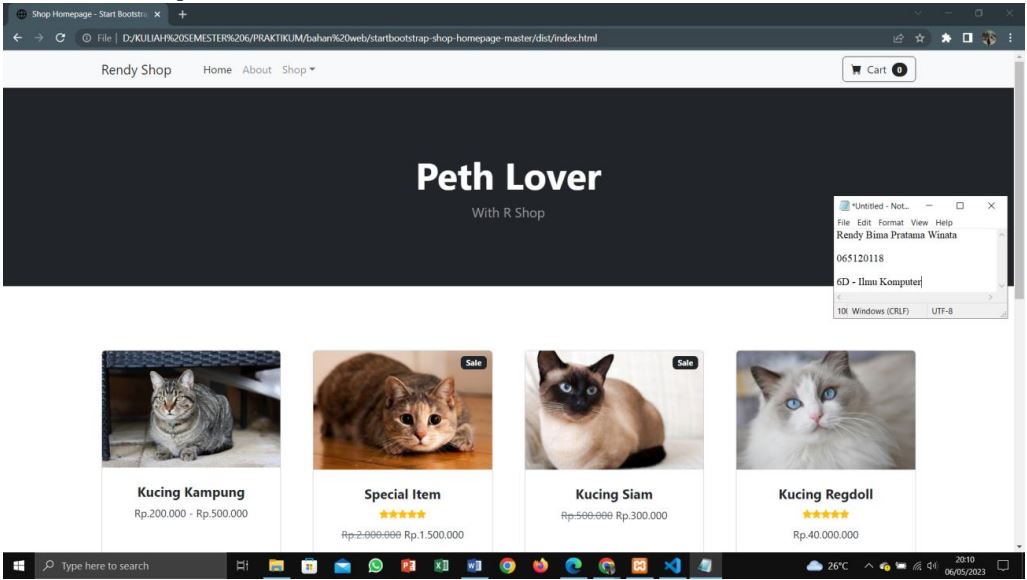 Shop Homepage - Start Bootstr
File | D:/KULIAH%20SEMESTER%206/PRAKTIKUM/bahan%20web/startbootstrap-shop-homepage-master/dist/index.html
Rendy Shop Home About Shop Cart 0
Peth Lover
With R Shop
*Untitled - Not...
File Edit Format View Help
Rendy Bima Pratama Winata
065120118
6D - Ilmu Komputer
Windows (CRLF) UTF-8
Sale
Sale
Kucing Kampung
Rp.200.000 - Rp.500.000
Special Item
Rp.2.000.000 Rp.1.500.000
Kucing Siam
Rp.500.000 Rp.300.000
Kucing Regdoll
Rp.40.000.000
Type here to search
26°C
20:10
06/05/2023